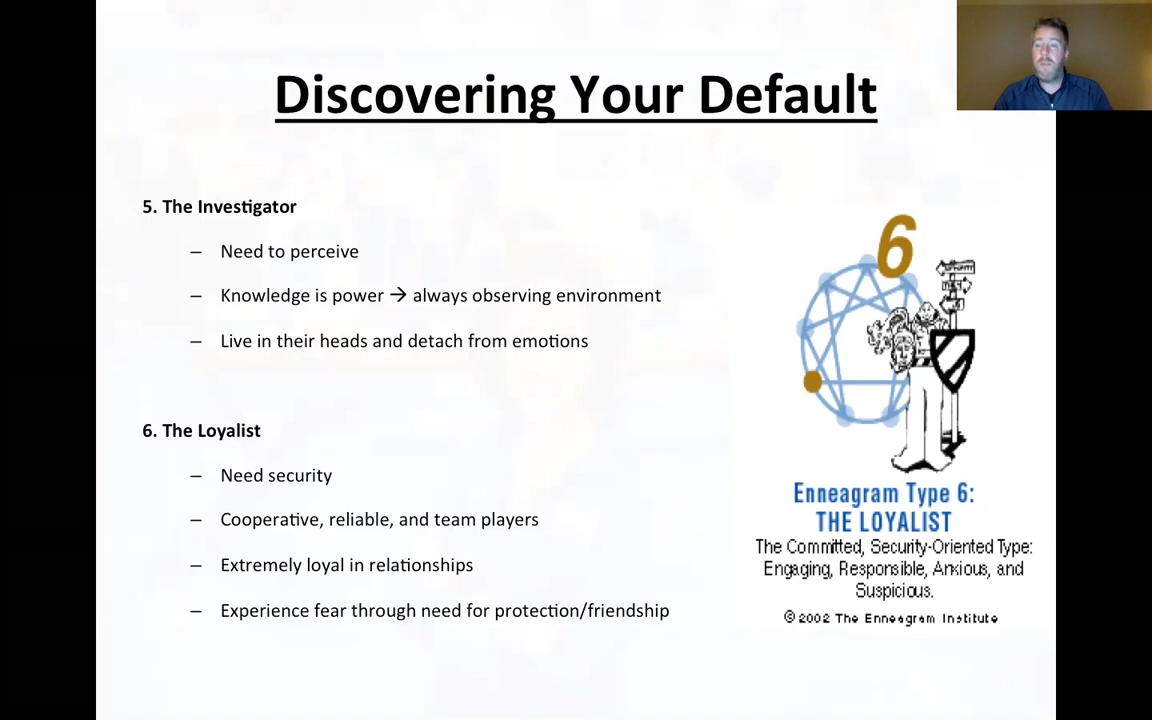 Discovering Your Default
5. The Investigator
– Need to perceive
– Knowledge is power → always observing environment
– Live in their heads and detach from emotions
6. The Loyalist
– Need security
– Cooperative, reliable, and team players
– Extremely loyal in relationships
– Experience fear through need for protection/friendship
6
Enneagram Type 6:
THE LOYALIST
The Committed, Security-Oriented Type:
Engaging, Responsible, Anxious, and
Suspicious.
©2002 The Enneagram Institute